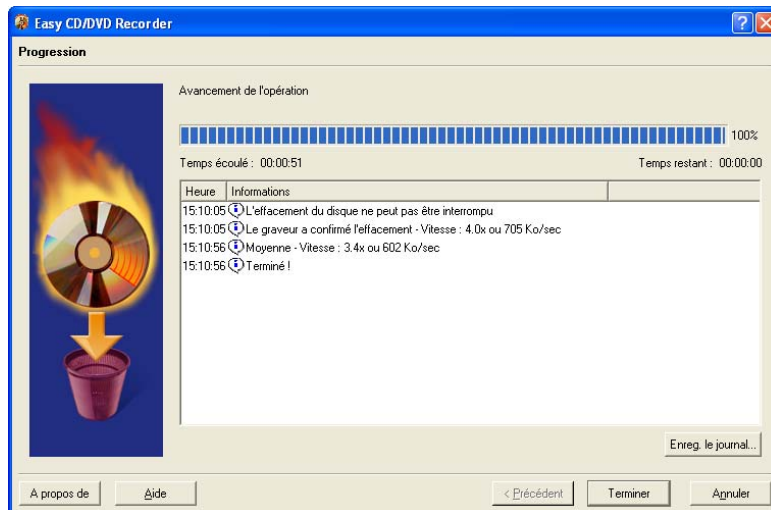 Easy CD/DVD Recorder
Progression
Avancement de l'opération
100%
Temps écoulé : 00:00:51 Temps restant : 00:00:00
Heure Informations
15:10:05 L'effacement du disque ne peut pas être interrompu
15:10:05 Le graveur a confirmé l'effacement - Vitesse : 4.0x ou 705 Ko/sec
15:10:56 Moyenne - Vitesse : 3.4x ou 602 Ko/sec
15:10:56 Terminé !
Enreg. le journal...
A propos de Aide < Précédent Terminer Annuler